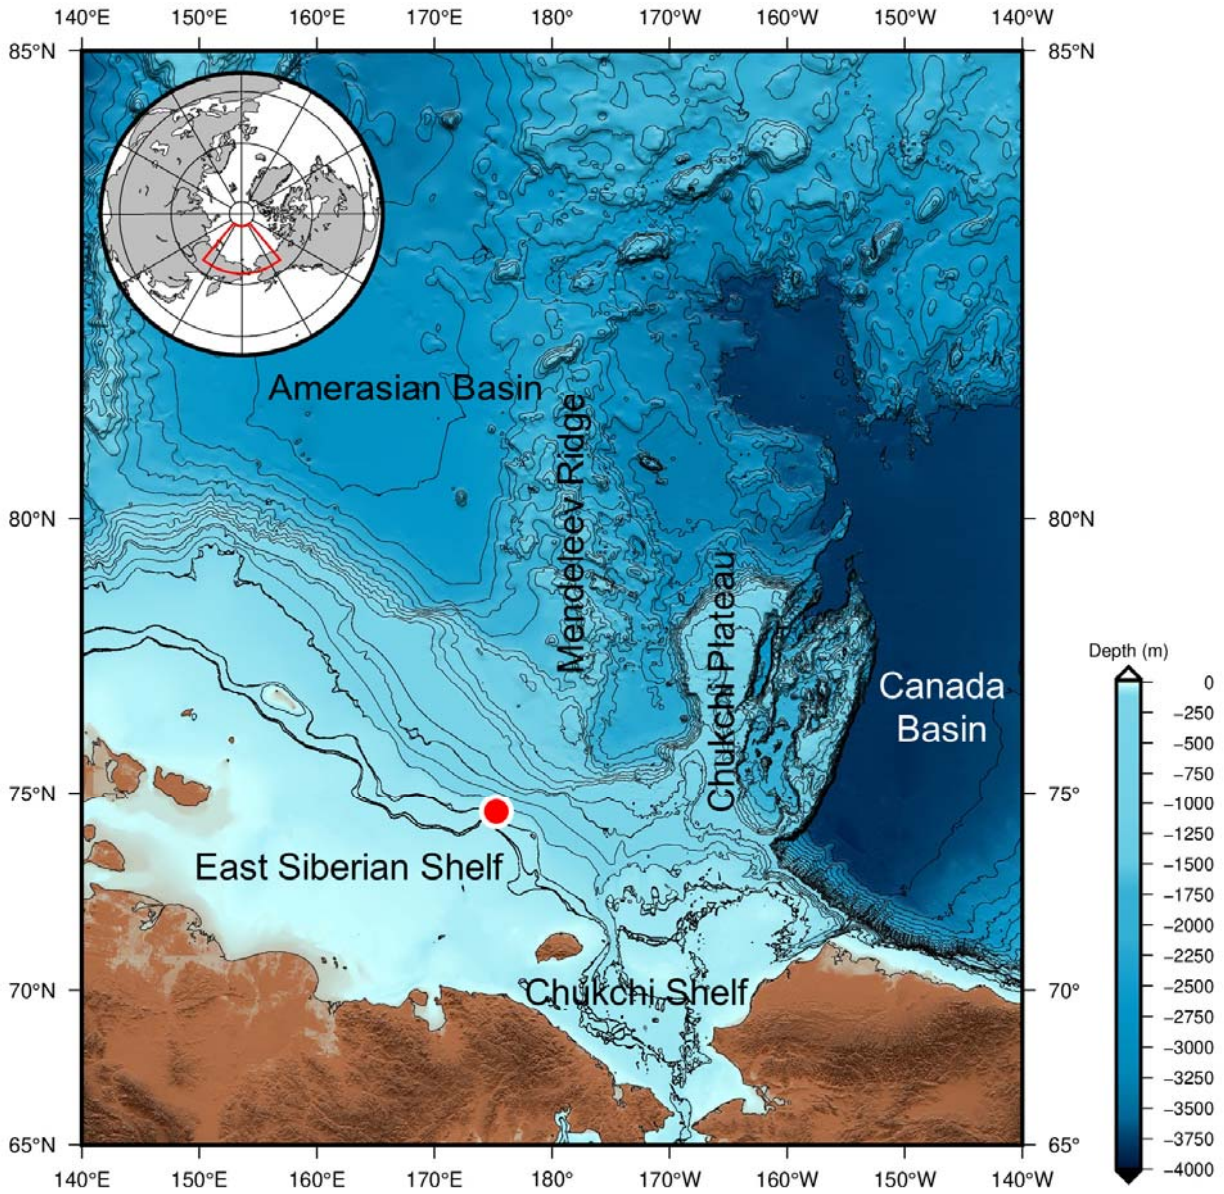 140°E 150°E 160°E 170°E 180° 170°W 160°W 150°W 140°W
85°N 85°N
Amerasian Basin
Mendeleev Ridge
80°N 80°N
Chukchi Plateau
Depth (m)
0
-250
-500
-750
-1000
-1250
-1500
-1750
-2000
-2250
-2500
-2750
-3000
-3250
-3500
-3750
-4000
Canada
Basin
75°N 75°
East Siberian Shelf
70°N 70°
Chukchi Shelf
65°N 65°
140°E 150°E 160°E 170°E 180° 170°W 160°W 150°W 140°W